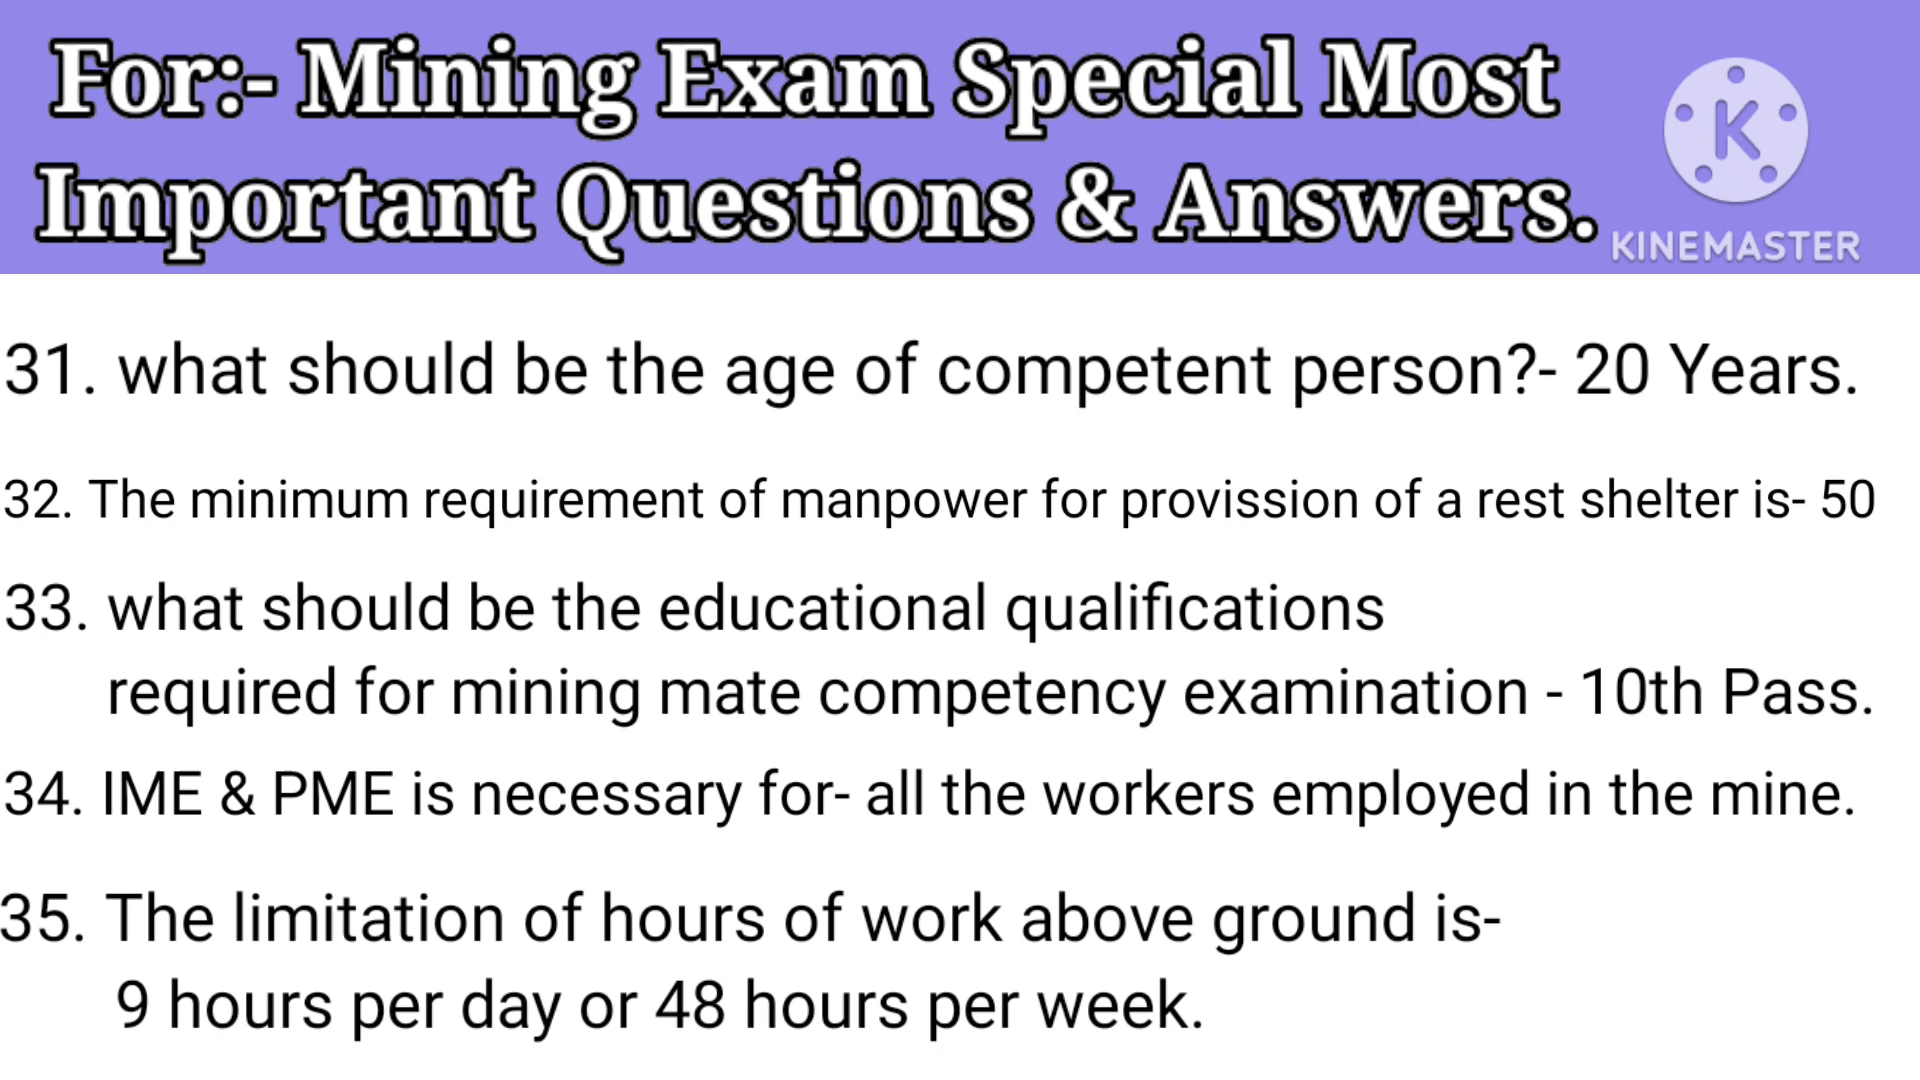 For:- Mining Exam Special Most
Important Questions & Answers.
K
KINEMASTER
31. what should be the age of competent person?- 20 Years.
32. The minimum requirement of manpower for provission of a rest shelter is- 50
33. what should be the educational qualifications
required for mining mate competency examination - 10th Pass.
34. IME & PME is necessary for- all the workers employed in the mine.
35. The limitation of hours of work above ground is-
9 hours per day or 48 hours per week.